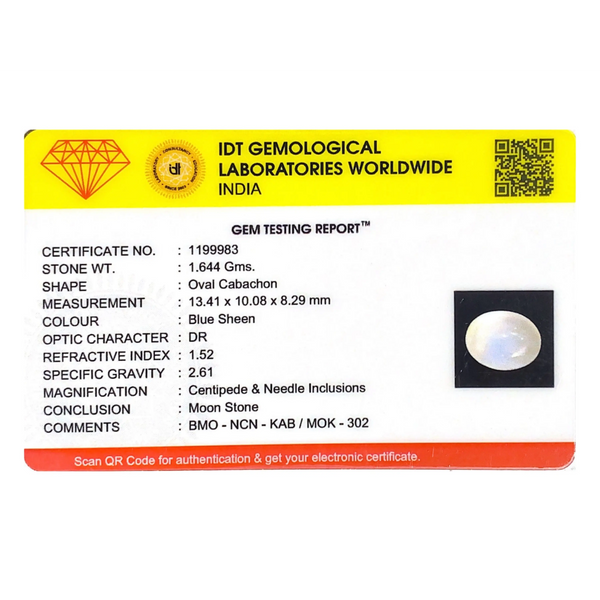 IDT GEMOLOGICAL
LABORATORIES WORLDWIDE
INDIA
idt
GEM TESTING REPORT™
CERTIFICATE NO. : 1199983
STONE WT. : 1.644 Gms.
SHAPE : Oval Cabachon
MEASUREMENT : 13.41 x 10.08 x 8.29 mm
COLOUR : Blue Sheen
OPTIC CHARACTER : DR
REFRACTIVE INDEX : 1.52
SPECIFIC GRAVITY : 2.61
MAGNIFICATION : Centipede & Needle Inclusions
CONCLUSION : Moon Stone
COMMENTS : BMO - NCN - KAB / MOK - 302
Scan QR Code for authentication & get your electronic certificate.